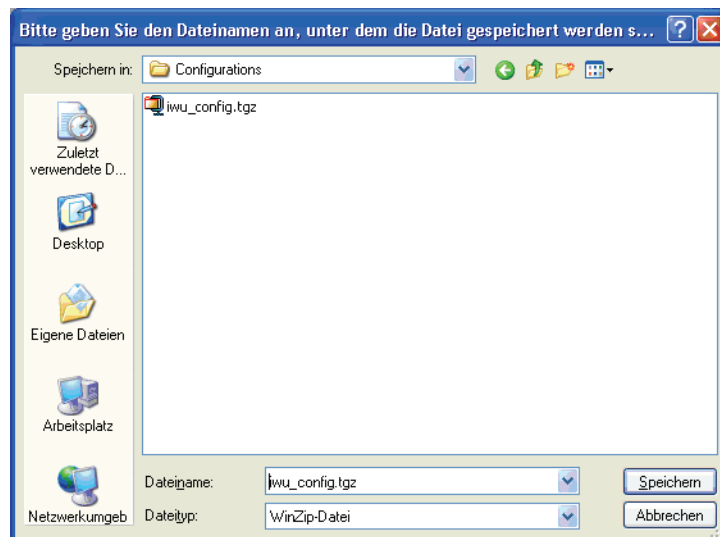 Bitte geben Sie den Dateinamen an, unter dem die Datei gespeichert werden s...
Speichern in: Configurations
iwu_config.tgz
Zuletzt
verwendete D...
Desktop
Eigene Dateien
Arbeitsplatz
Netzwerkumgeb
Dateiname: iwu_config.tgz Speichern
Dateityp: WinZip-Datei Abbrechen